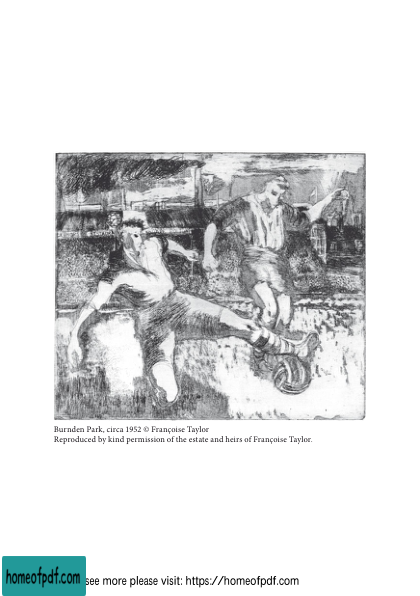 Burnden Park, circa 1952 © Françoise Taylor
Reproduced by kind permission of the estate and heirs of Françoise Taylor.
homeofpdf.com see more please visit: https://homeofpdf.com